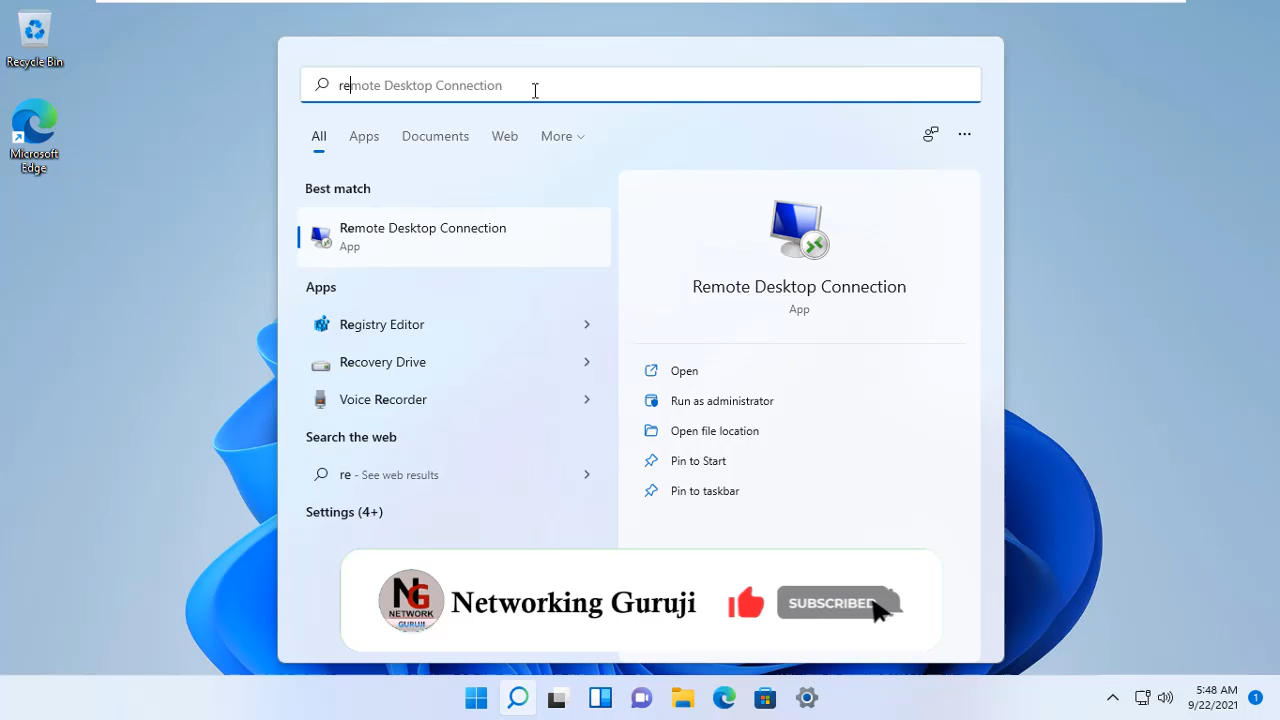 Recycle Bin
Microsoft
Edge
remote Desktop Connection
All Apps Documents Web More
Best match
Remote Desktop Connection
App
Apps
Registry Editor
Recovery Drive
Voice Recorder
Search the web
re - See web results
Settings (4+)
Remote Desktop Connection
App
Open
Run as administrator
Open file location
Pin to Start
Pin to taskbar
NG
NETWORK
GURUJI
Networking Guruji
SUBSCRIBED
5:48 AM
9/22/2021
1